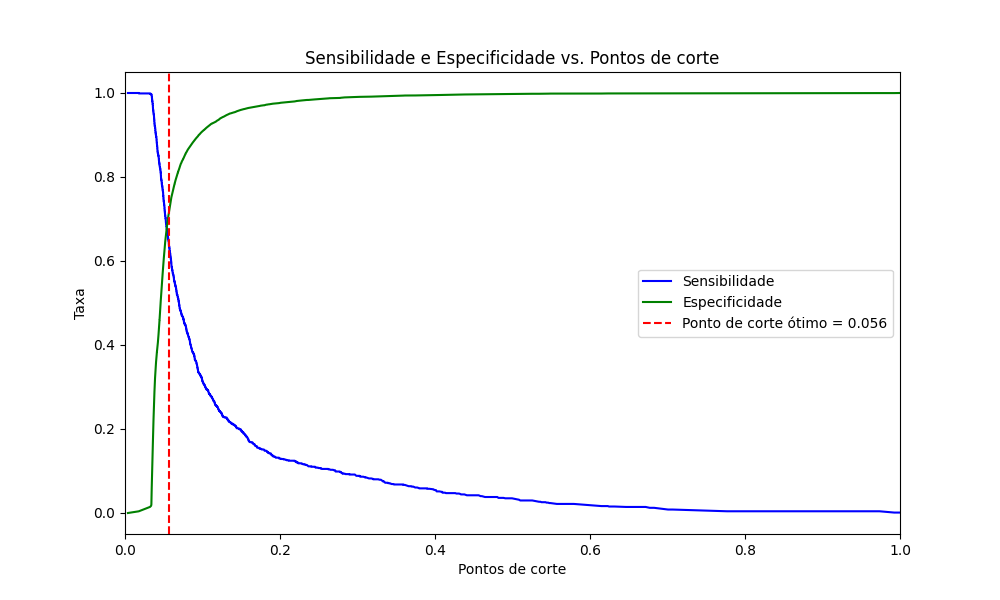 Sensibilidade e Especificidade vs. Pontos de corte
1.0
0.8
0.6
0.4
0.2
0.0
Taxa
Sensibilidade
Especificidade
Ponto de corte ótimo = 0.056
0.0 0.2 0.4 0.6 0.8 1.0
Pontos de corte